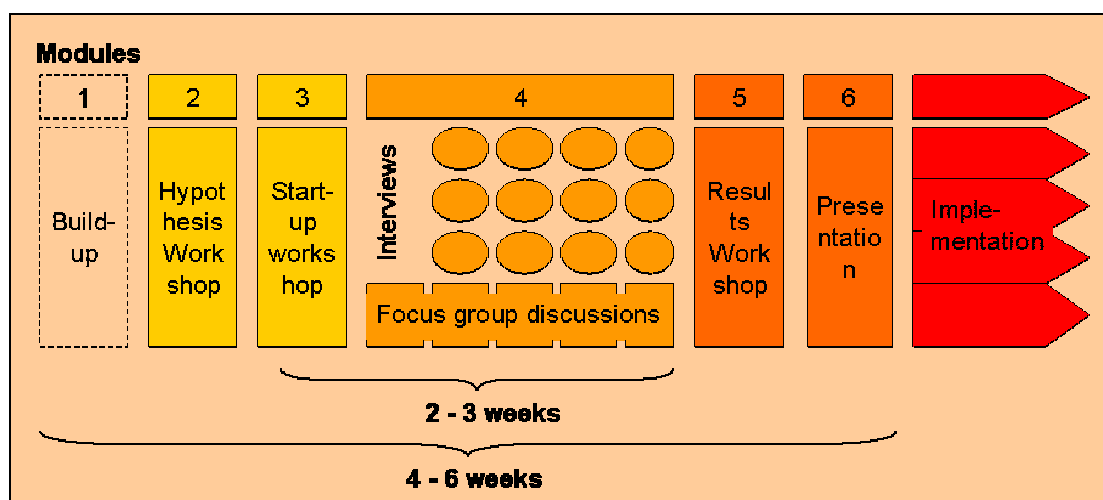 Modules
1
2
3
4
5
6
Build-
up
Hypot
hesis
Work
shop
Start-
up
works
hop
Interviews
Focus group discussions
Resul
ts
Work
shop
Prese
ntatio
n
Imple-
mentation
2 - 3 weeks
4 - 6 weeks